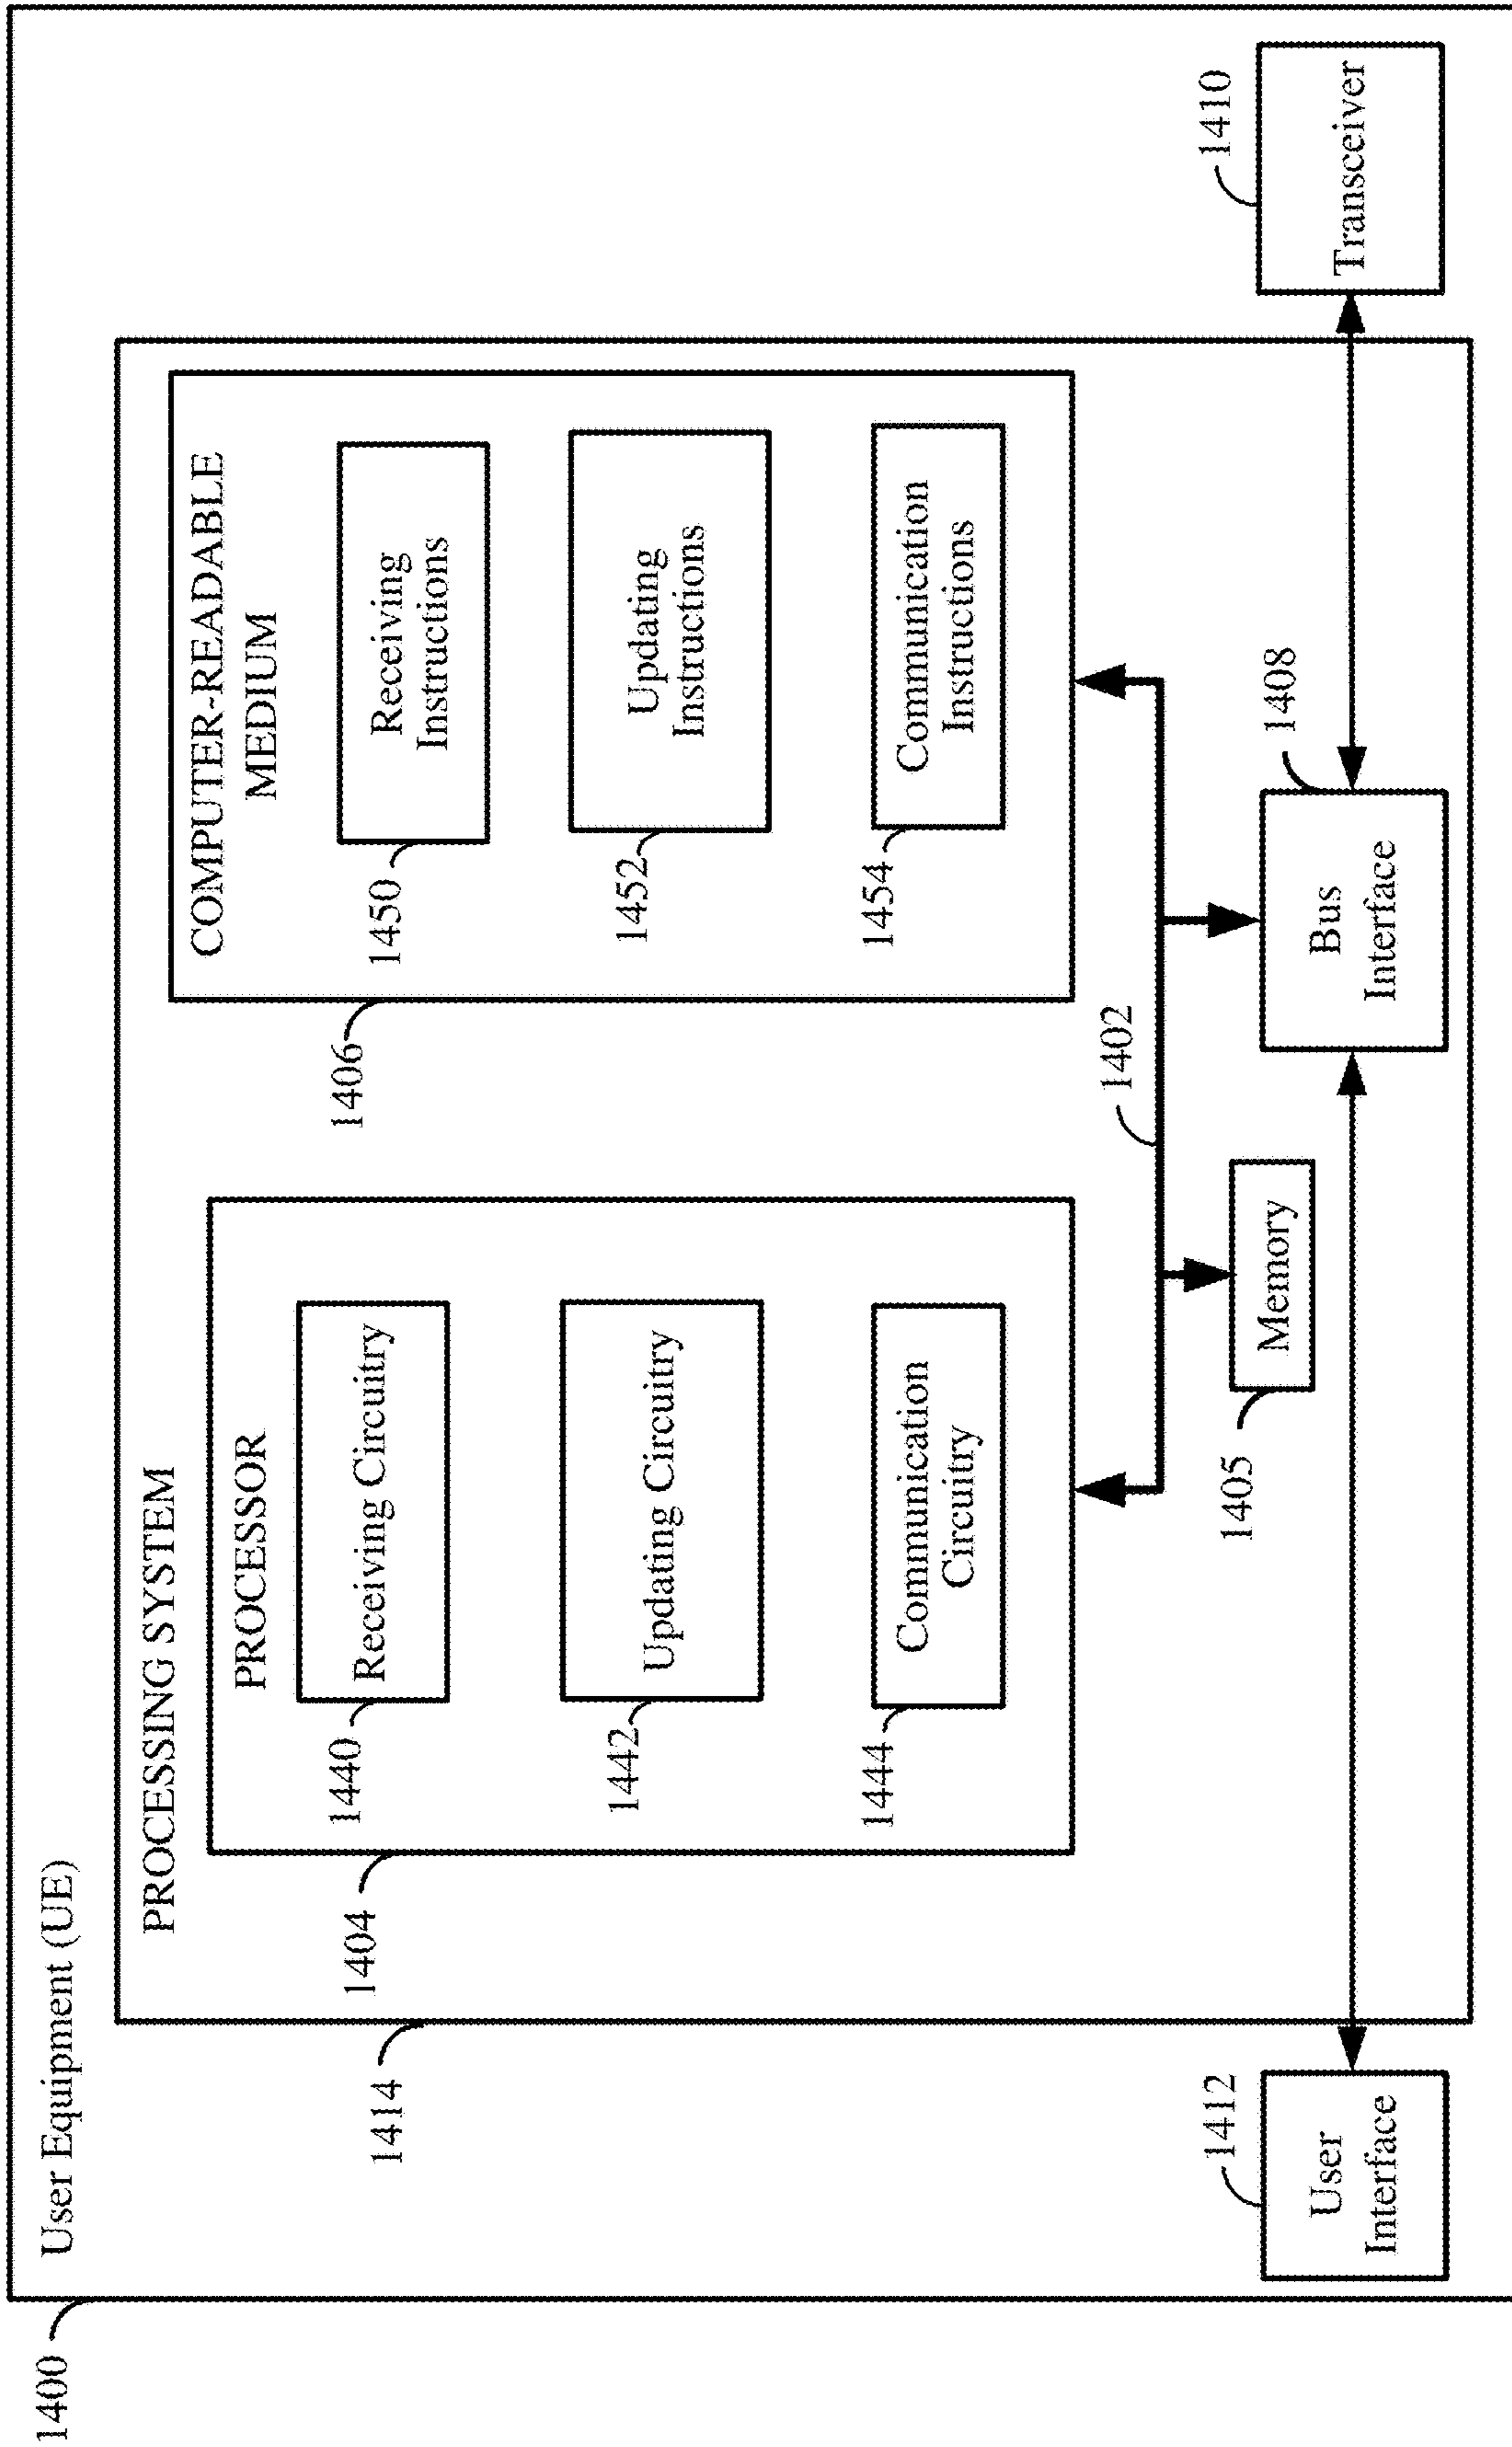 1400
User Equipment (UE)
1414
PROCESSING SYSTEM
1404
PROCESSOR
1440
Receiving Circuitry
1442
Updating Circuitry
1444
Communication
Circuitry
1406
COMPUTER-READABLE
MEDIUM
1450
Receiving
Instructions
1452
Updating
Instructions
1454
Communication
Instructions
1402
1405
Memory
1408
Bus
Interface
1412
User
Interface
1410
Transceiver